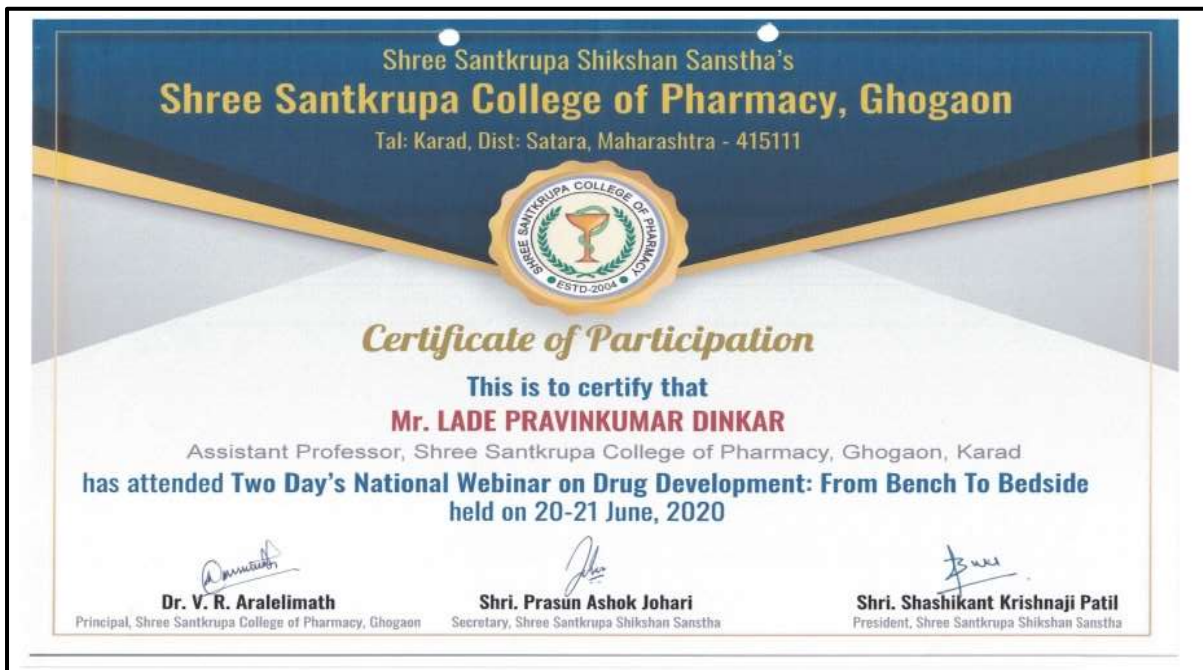 Shree Santkrupa Shikshan Sanstha's
Shree Santkrupa College of Pharmacy, Ghogaon
Tal: Karad, Dist: Satara, Maharashtra - 415111
SHREE SANTKRUPA COLLEGE OF PHARMACY
ESTD-2004
Certificate of Participation
This is to certify that
Mr. LADE PRAVINKUMAR DINKAR
Assistant Professor, Shree Santkrupa College of Pharmacy, Ghogaon, Karad
has attended Two Day's National Webinar on Drug Development: From Bench To Bedside
held on 20-21 June, 2020
Dr. V. R. Aralelimath
Principal, Shree Santkrupa College of Pharmacy, Ghogaon
Shri. Prasun Ashok Johari
Secretary, Shree Santkrupa Shikshan Sanstha
Shri. Shashikant Krishnaji Patil
President, Shree Santkrupa Shikshan Sanstha